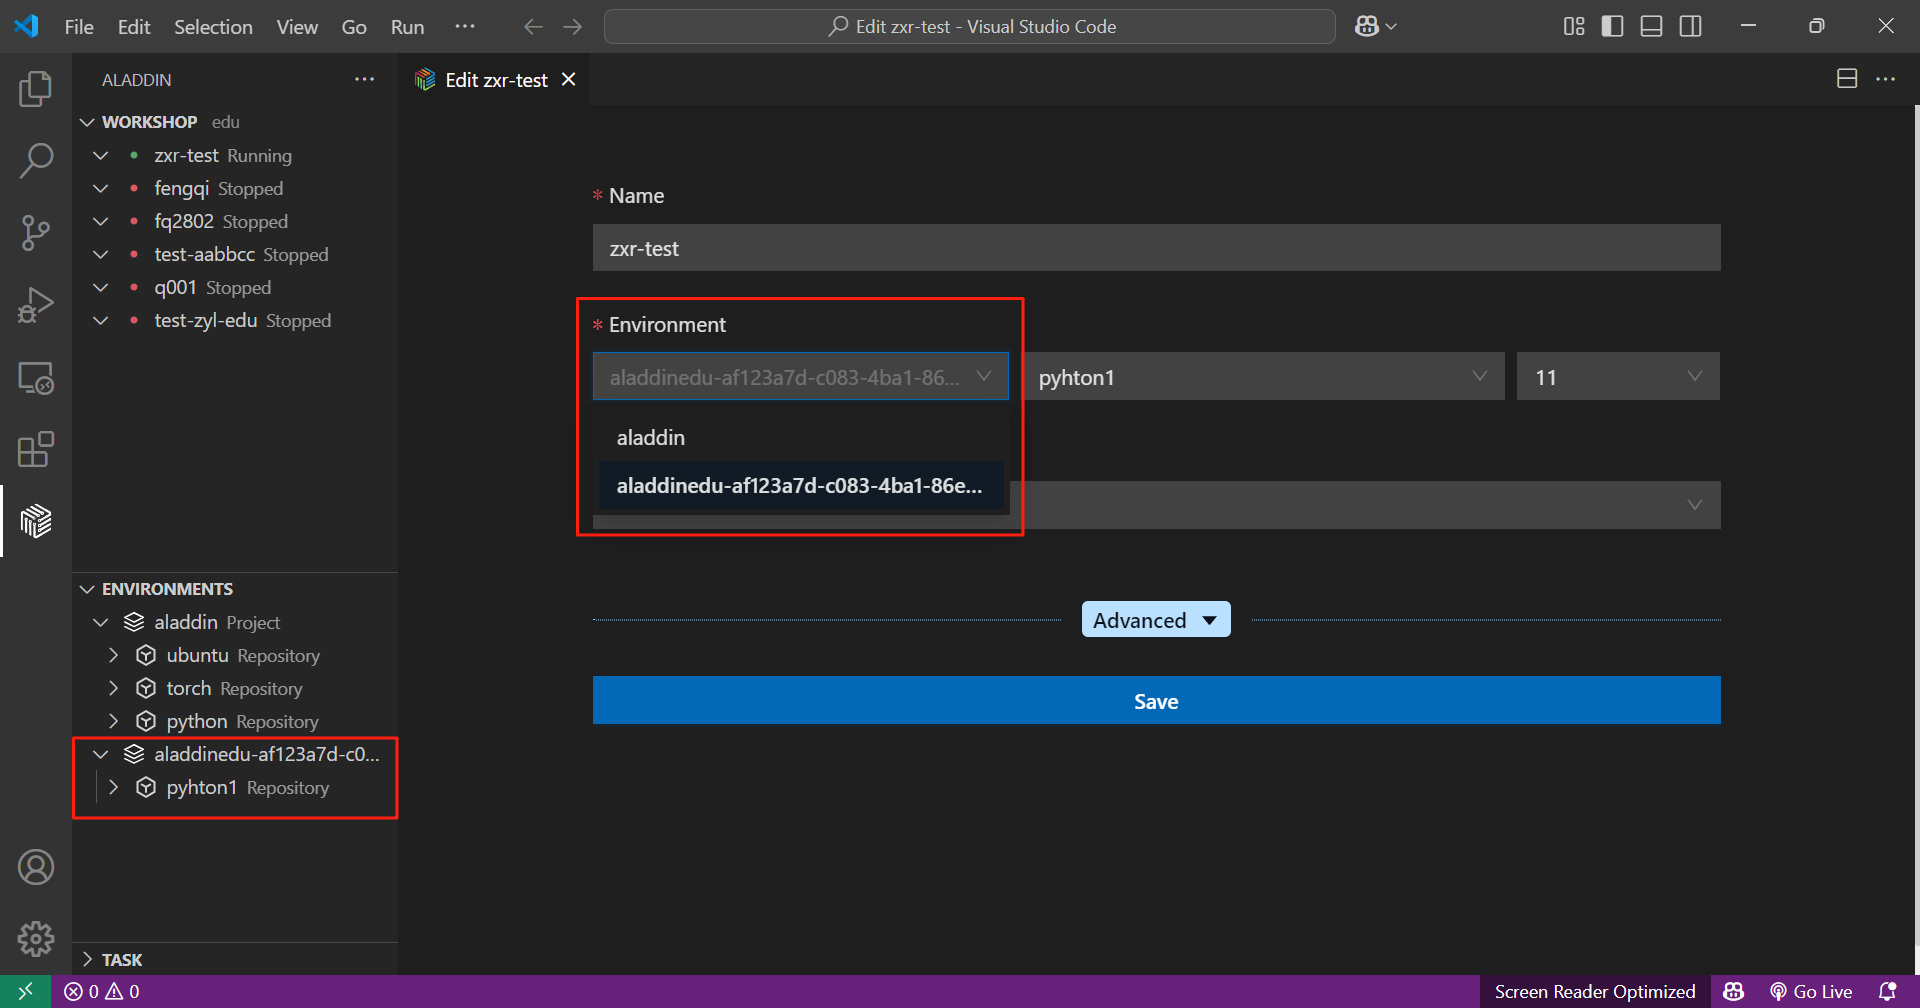 File Edit Selection View Go Run ···
Edit zxr-test - Visual Studio Code
ALADDIN ···
Edit zxr-test
WORKSHOP edu
zxr-test Running
fengqi Stopped
fq2802 Stopped
test-aabbcc Stopped
q001 Stopped
test-zyl-edu Stopped
* Name
zxr-test
* Environment
aladdinedu-af123a7d-c083-4ba1-86... pyhton1 11
aladdin
aladdinedu-af123a7d-c083-4ba1-86e...
Advanced
Save
ENVIRONMENTS
aladdin Project
ubuntu Repository
torch Repository
python Repository
aladdinedu-af123a7d-c0...
pyhton1 Repository
TASK
0 0
Screen Reader Optimized Go Live